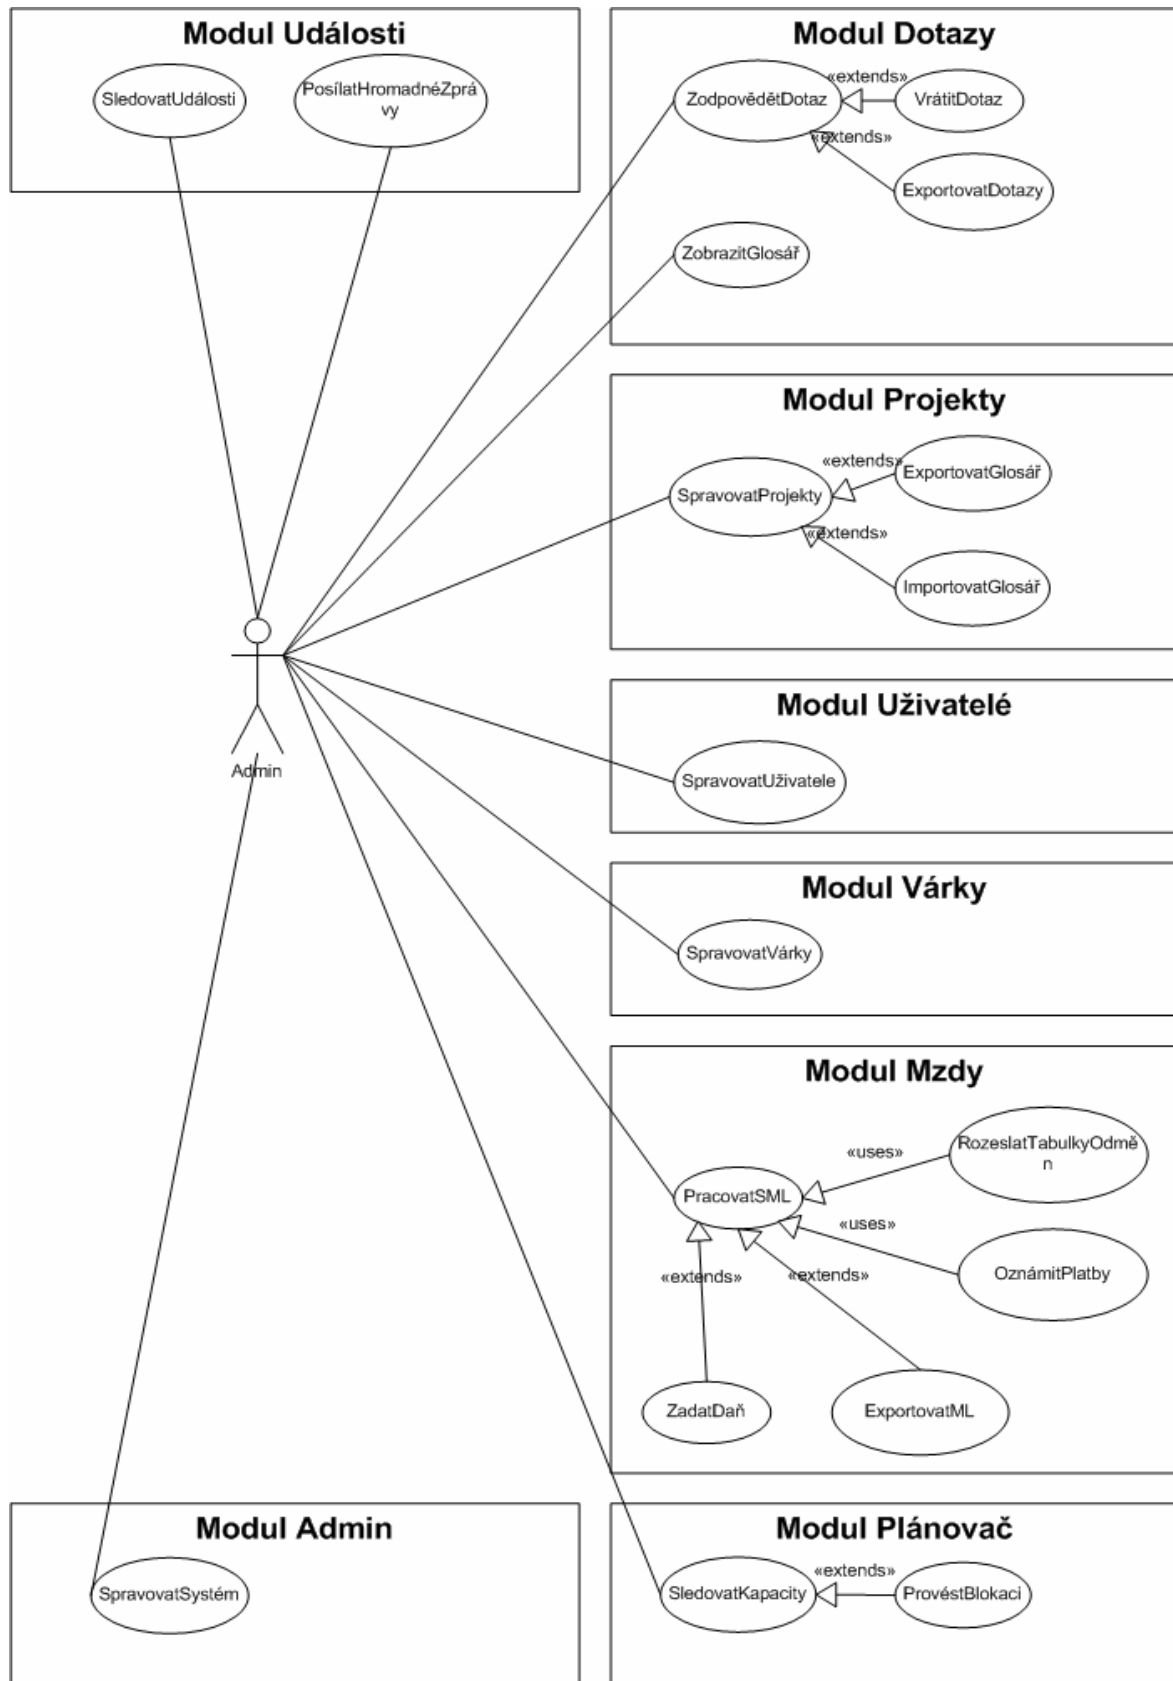 Modul Události
SledovatUdálosti
PosílatHromadnéZprá
vy
Modul Dotazy
ZodpovědětDotaz
«extends»
VrátitDotaz
«extends»
ExportovatDotazy
ZobrazitGlosář
Modul Projekty
SpravovatProjekty
«extends»
ExportovatGlosář
«extends»
ImportovatGlosář
Admin
Modul Uživatelé
SpravovatUživatele
Modul Várky
SpravovatVárky
Modul Mzdy
PracovatSML
«uses»
RozeslatTabulkyOdmě
n
«uses»
OznámitPlatby
«extends»
«extends»
ZadatDaň
ExportovatML
Modul Admin
SpravovatSystém
Modul Plánovač
SledovatKapacity
«extends»
ProvéstBlokaci